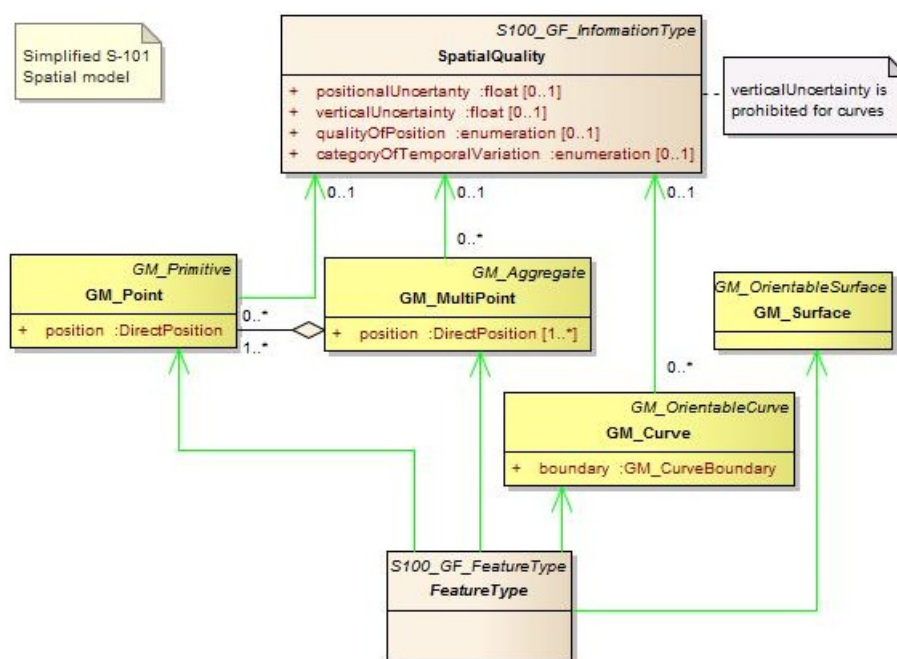 Simplified S-101
Spatial model
S100_GF_InformationType
SpatialQuality
+ positionalUncertanty :float [0..1]
+ verticalUncertainty :float [0..1]
+ qualityOfPosition :enumeration [0..1]
+ categoryOfTemporalVariation :enumeration [0..1]
verticalUncertainty is
prohibited for curves
0..1
0..1
0..1
0..*
GM_Primitive
GM_Point
+ position :DirectPosition
0..*
1..*
GM_Aggregate
GM_MultiPoint
+ position :DirectPosition [1..*]
GM_OrientableSurface
GM_Surface
0..*
GM_OrientableCurve
GM_Curve
+ boundary :GM_CurveBoundary
S100_GF_FeatureType
FeatureType